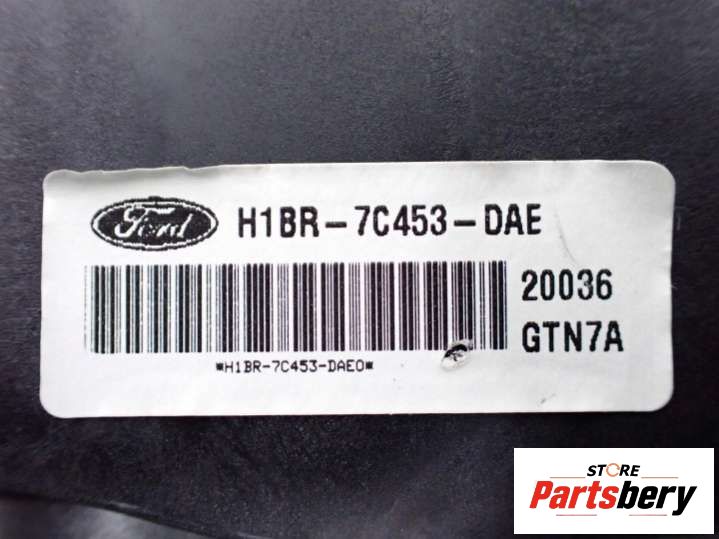 Ford H1BR-7C453-DAE
20036
GTN7A
*H1BR-7C453-DAE0*
STORE
Partsbery